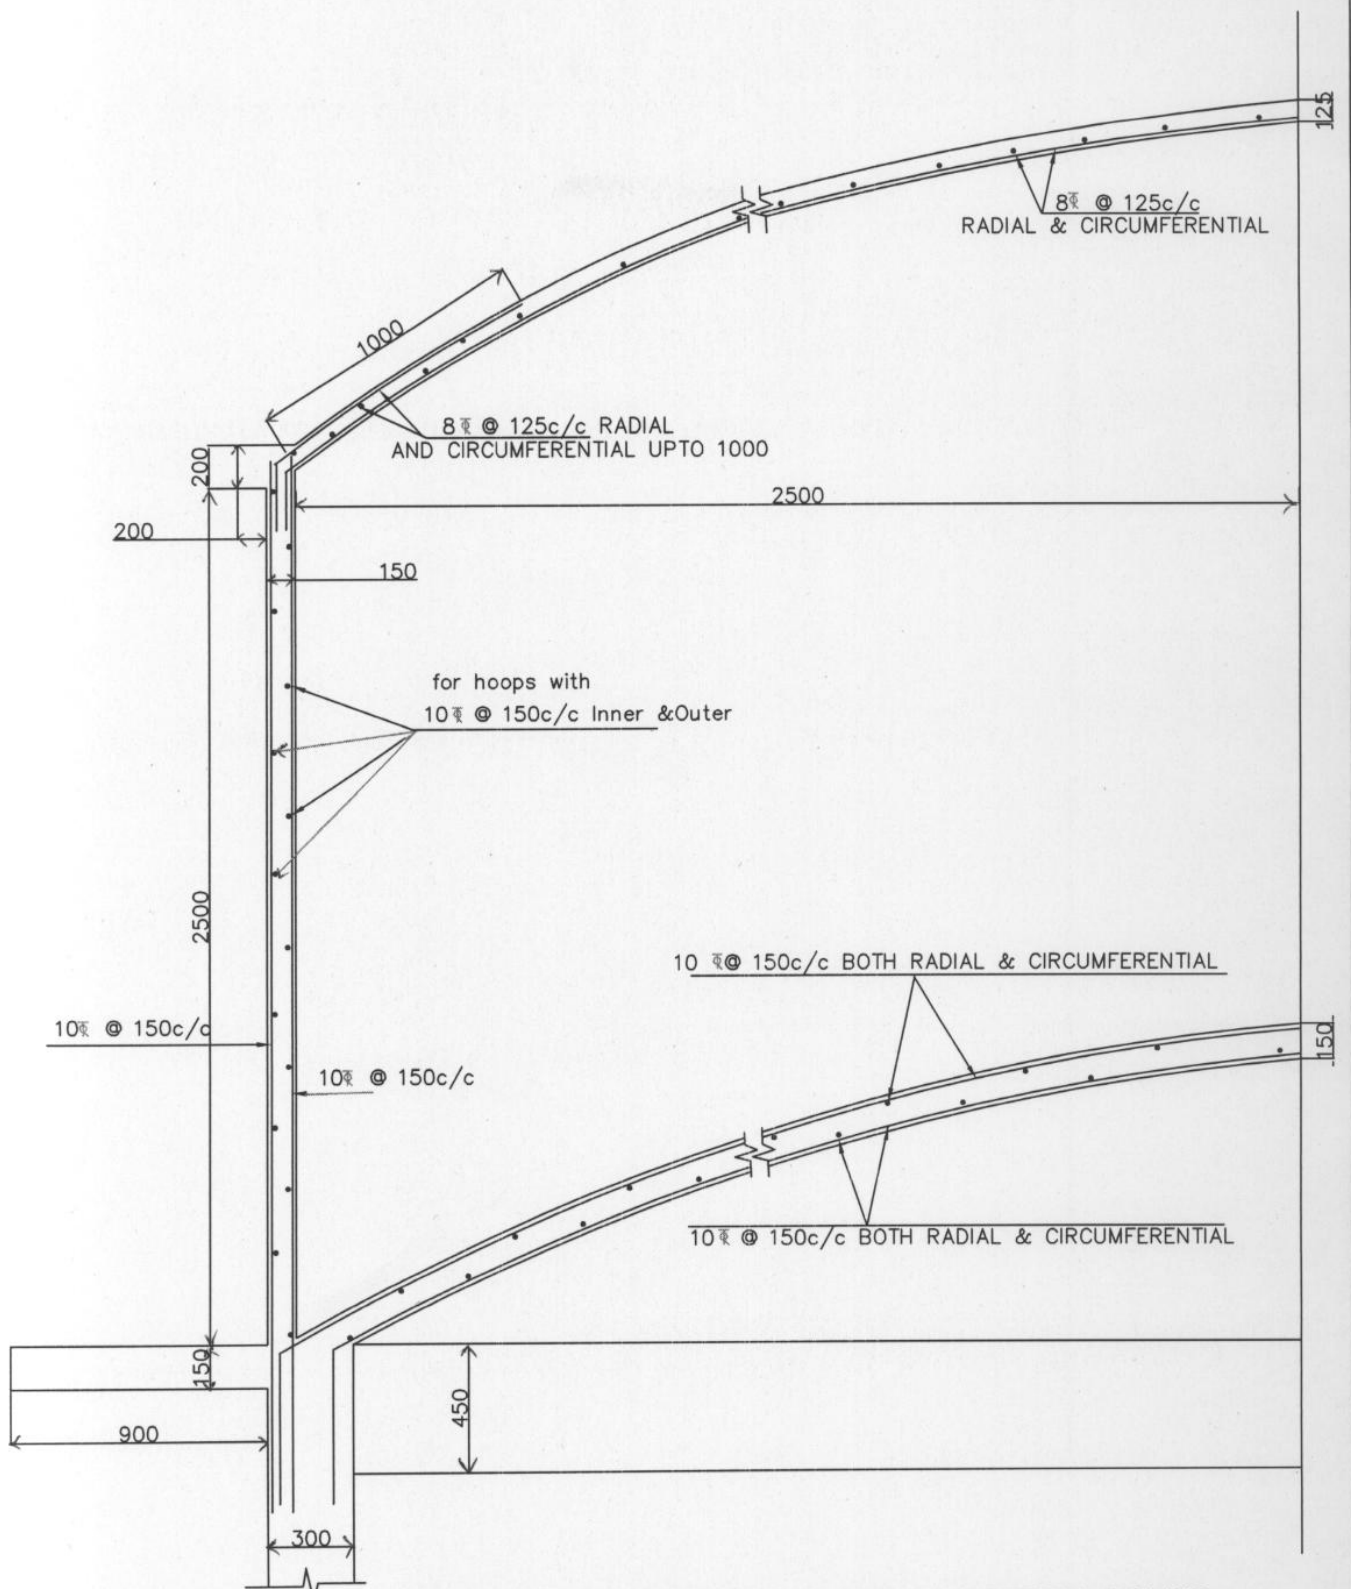 125
8⌀ @ 125c/c
RADIAL & CIRCUMFERENTIAL
1000
8⌀ @ 125c/c RADIAL
AND CIRCUMFERENTIAL UPTO 1000
200
2500
200
150
for hoops with
10⌀ @ 150c/c Inner &Outer
2500
10 ⌀@ 150c/c BOTH RADIAL & CIRCUMFERENTIAL
10⌀ @ 150c/c
150
10⌀ @ 150c/c
10⌀ @ 150c/c BOTH RADIAL & CIRCUMFERENTIAL
150
450
900
300